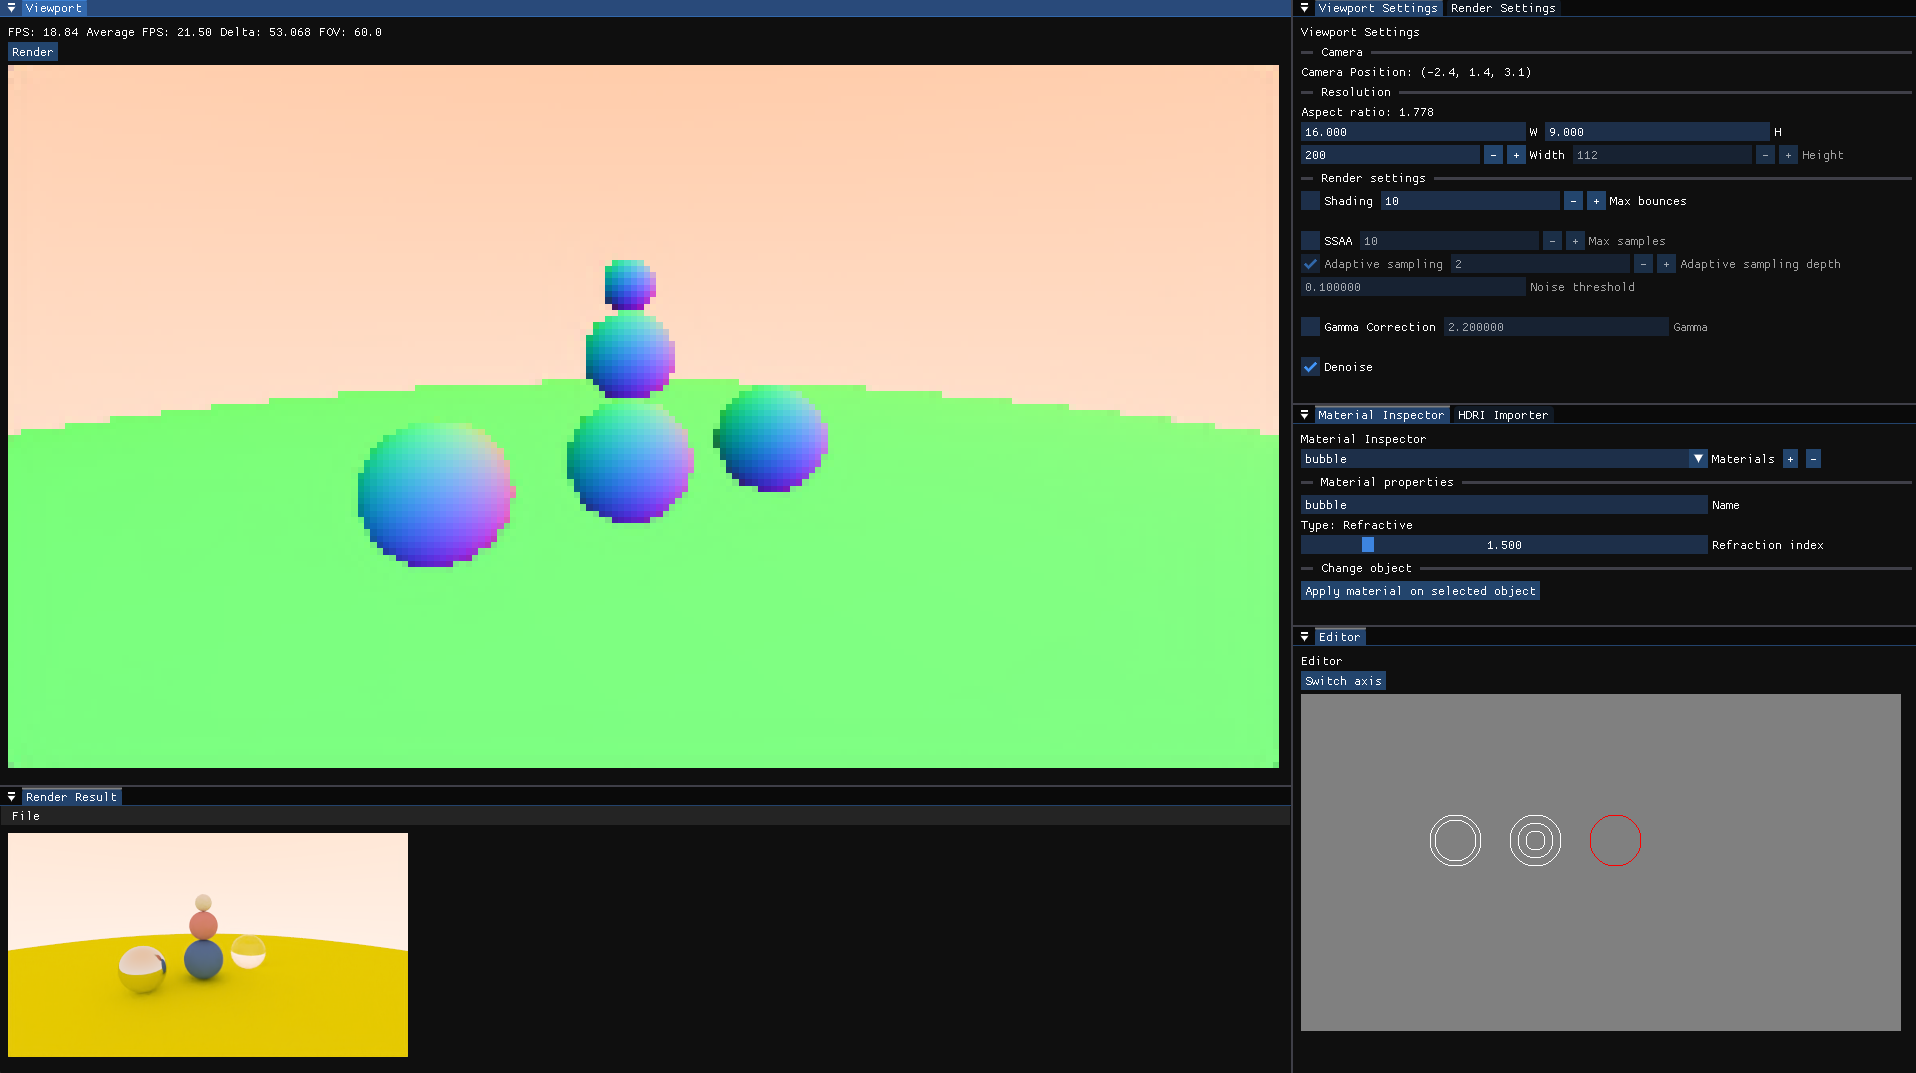 Viewport
FPS: 18.84 Average FPS: 21.50 Delta: 53.068 FOV: 60.0
Render
Render Result
File
Viewport Settings Render Settings
Viewport Settings
Camera
Camera Position: (-2.4, 1.4, 3.1)
Resolution
Aspect ratio: 1.778
16.000 W 9.000 H
200 - + Width 112 - + Height
Render settings
Shading 10 - + Max bounces
SSAA 10 - + Max samples
Adaptive sampling 2 - + Adaptive sampling depth
0.100000 Noise threshold
Gamma Correction 2.200000 Gamma
Denoise
Material Inspector HDRI Importer
Material Inspector
bubble Materials + -
Material properties
bubble Name
Type: Refractive
1.500 Refraction index
Change object
Apply material on selected object
Editor
Editor
Switch axis